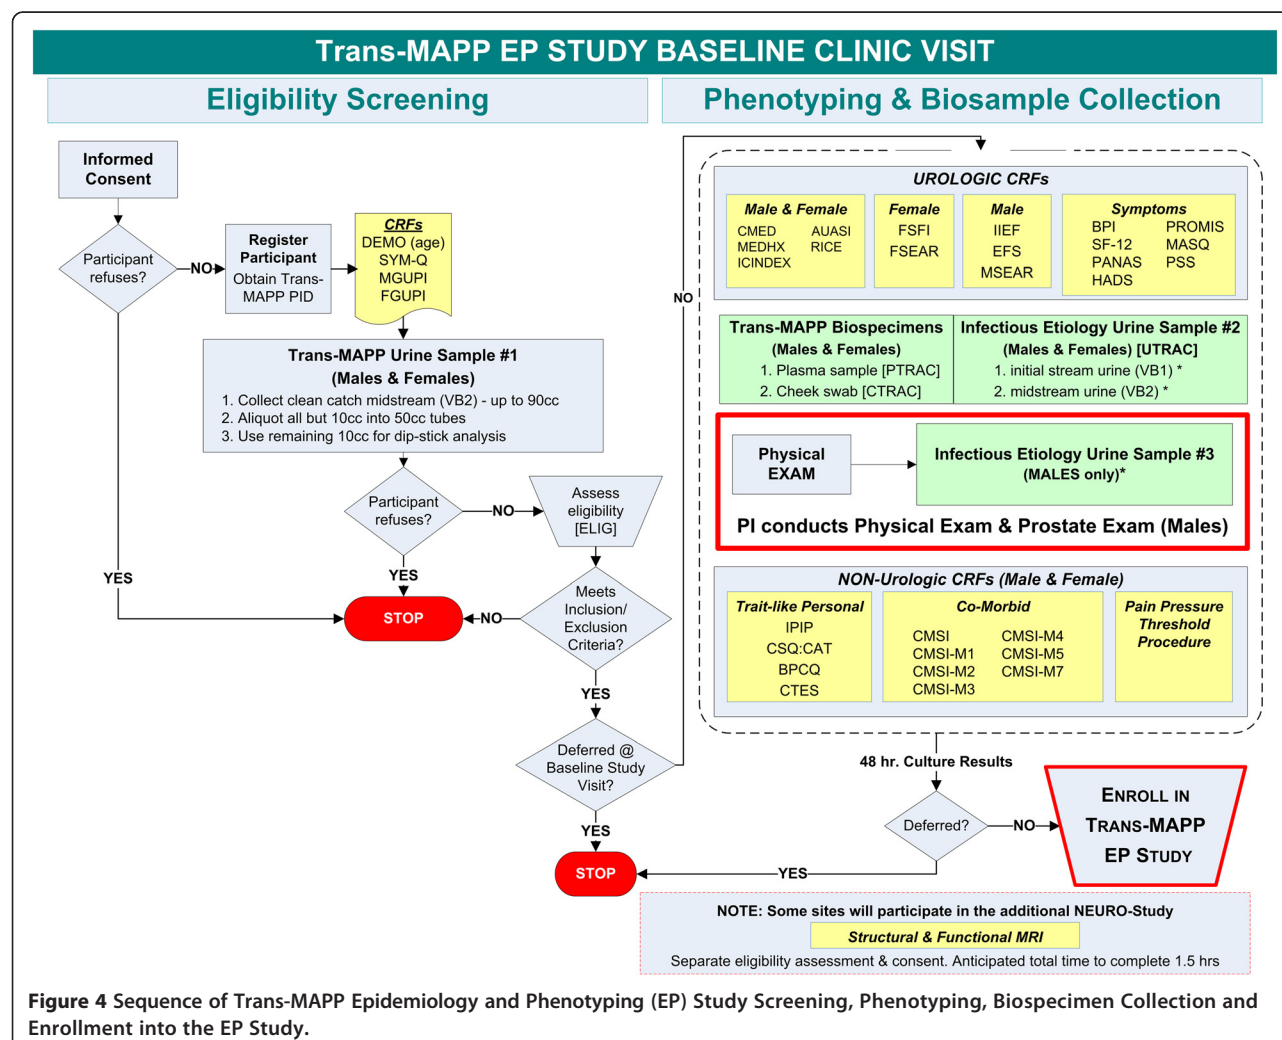 Trans-MAPP EP STUDY BASELINE CLINIC VISIT
Eligibility Screening
Informed
Consent
Participant
refuses?
NO
Register
Participant
Obtain Trans-
MAPP PID
CRFs
DEMO (age)
SYM-Q
MGUPI
FGUPI
Trans-MAPP Urine Sample #1
(Males & Females)
1. Collect clean catch midstream (VB2) - up to 90cc
2. Aliquot all but 10cc into 50cc tubes
3. Use remaining 10cc for dip-stick analysis
Participant
refuses?
NO
Assess
eligibility
[ELIG]
YES
YES
STOP
NO
Meets
Inclusion/
Exclusion
Criteria?
YES
Deferred @
Baseline Study
Visit?
NO
YES
STOP
Phenotyping & Biosample Collection
UROLOGIC CRFs
Male & Female
CMED AUASI
MEDHX RICE
ICINDEX
Female
FSFI
FSEAR
Male
IIEF
EFS
MSEAR
Symptoms
BPI PROMIS
SF-12 MASQ
PANAS PSS
HADS
Trans-MAPP Biospecimens
(Males & Females)
1. Plasma sample [PTRAC]
2. Cheek swab [CTRAC]
Infectious Etiology Urine Sample #2
(Males & Females) [UTRAC]
1. initial stream urine (VB1) *
2. midstream urine (VB2) *
Physical
EXAM
Infectious Etiology Urine Sample #3
(MALES only)*
PI conducts Physical Exam & Prostate Exam (Males)
NON-Urologic CRFs (Male & Female)
Trait-like Personal
IPIP
CSQ:CAT
BPCQ
CTES
Co-Morbid
CMSI CMSI-M4
CMSI-M1 CMSI-M5
CMSI-M2 CMSI-M7
CMSI-M3
Pain Pressure
Threshold
Procedure
48 hr. Culture Results
Deferred?
NO
ENROLL IN
TRANS-MAPP
EP STUDY
YES
NOTE: Some sites will participate in the additional NEURO-Study
Structural & Functional MRI
Separate eligibility assessment & consent. Anticipated total time to complete 1.5 hrs
Figure 4 Sequence of Trans-MAPP Epidemiology and Phenotyping (EP) Study Screening, Phenotyping, Biospecimen Collection and
Enrollment into the EP Study.